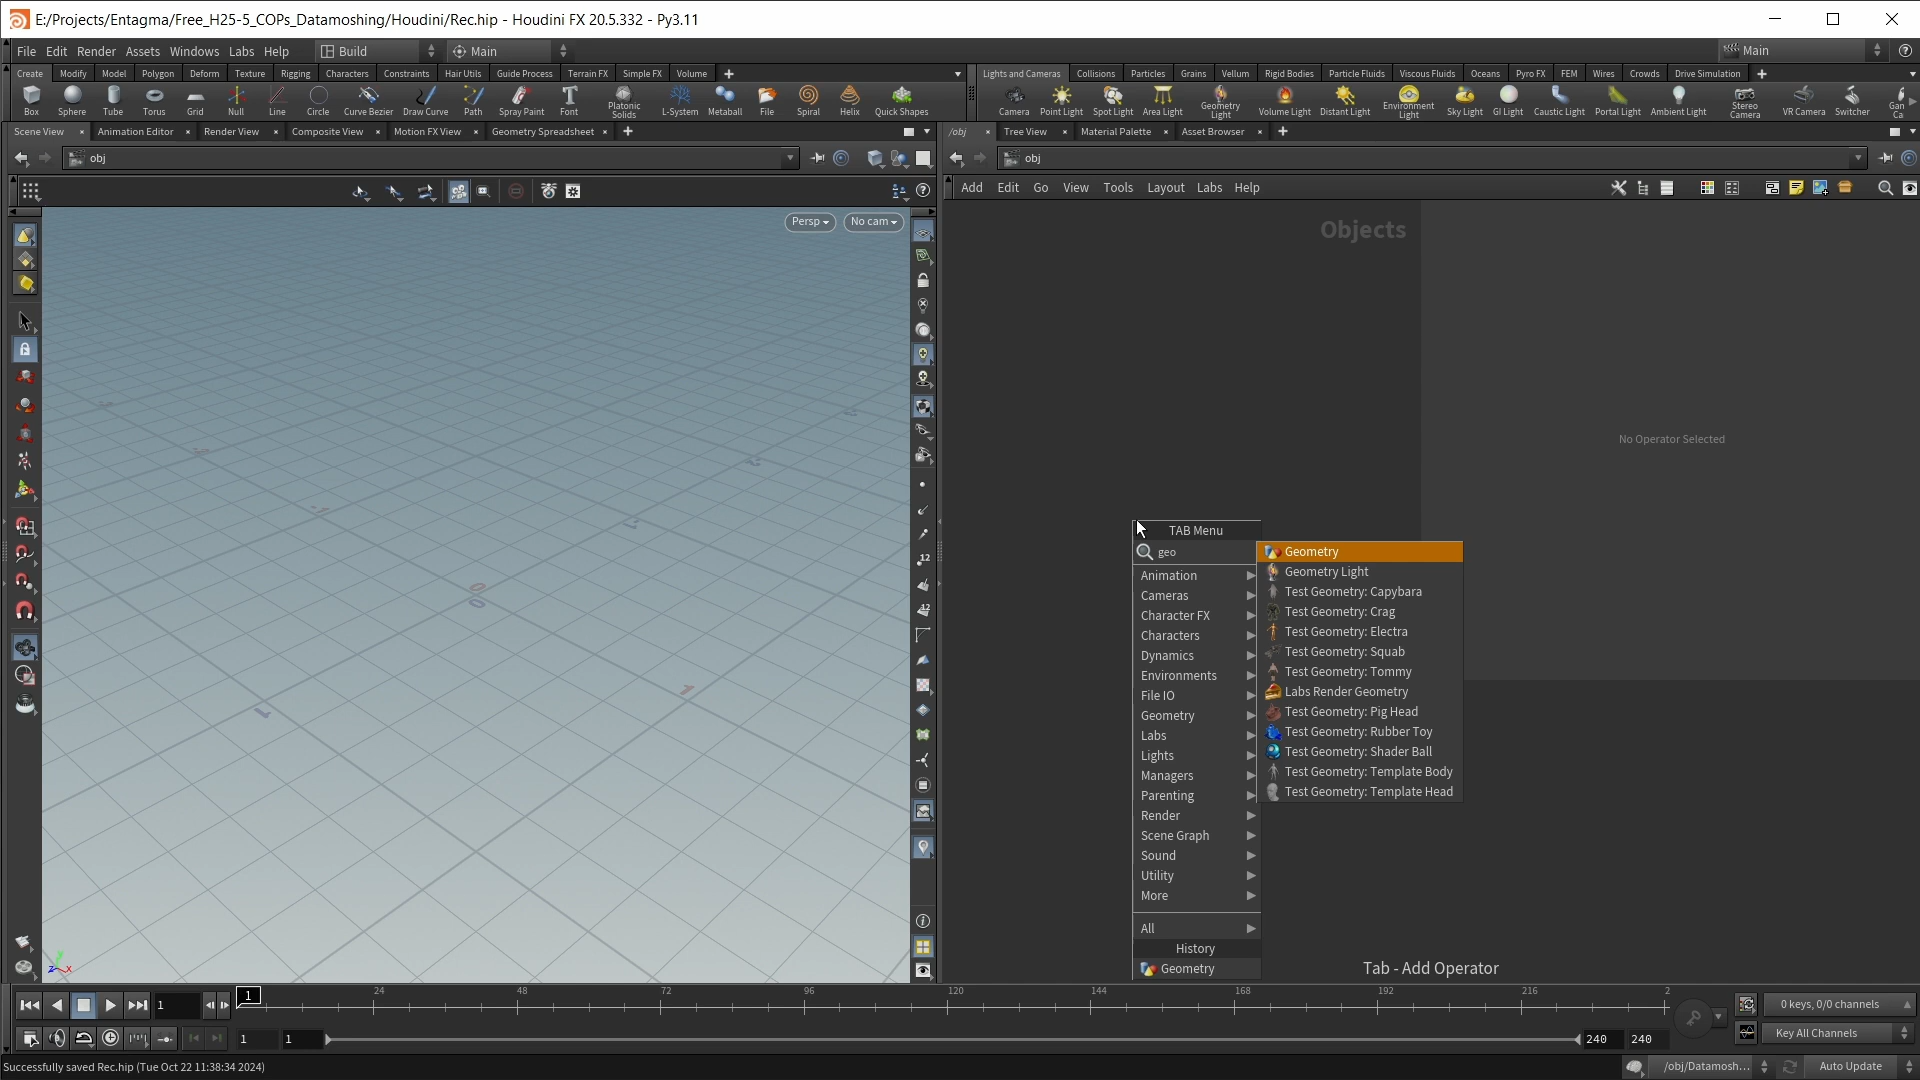 E:/Projects/Entagma/Free_H25-5_COPs_Datamoshing/Houdini/Rec.hip - Houdini FX 20.5.332 - Py3.11
File Edit Render Assets Windows Labs Help Build Main Main
Create Modify Model Polygon Deform Texture Rigging Characters Constraints Hair Utils Guide Process Terrain FX Simple FX Volume
Lights and Cameras Collisions Particles Grains Vellum Rigid Bodies Particle Fluids Viscous Fluids Oceans Pyro FX FEM Wires Crowds Drive Simulation
Box Sphere Tube Torus Grid Null Line Circle Curve Bezier Draw Curve Path Spray Paint Font Platonic Solids L-System Metaball File Spiral Helix Quick Shapes
Camera Point Light Spot Light Area Light Geometry Light Volume Light Distant Light Environment Light Sky Light GI Light Caustic Light Portal Light Ambient Light Stereo Camera VR Camera Switcher Gan Ca
Scene View Animation Editor Render View Composite View Motion FX View Geometry Spreadsheet
/obj Tree View Material Palette Asset Browser
obj
obj
Add Edit Go View Tools Layout Labs Help
Persp No cam
Objects
No Operator Selected
TAB Menu
geo
Animation
Cameras
Character FX
Characters
Dynamics
Environments
File IO
Geometry
Labs
Lights
Managers
Parenting
Render
Scene Graph
Sound
Utility
More
All
History
Geometry
Geometry
Geometry Light
Test Geometry: Capybara
Test Geometry: Crag
Test Geometry: Electra
Test Geometry: Squab
Test Geometry: Tommy
Labs Render Geometry
Test Geometry: Pig Head
Test Geometry: Rubber Toy
Test Geometry: Shader Ball
Test Geometry: Template Body
Test Geometry: Template Head
Tab - Add Operator
12
12
0
0
1
1
z x
1 1 24 48 72 96 120 144 168 192 216 2
0 keys, 0/0 channels
1 1 240 240 Key All Channels
Successfully saved Rec.hip (Tue Oct 22 11:38:34 2024) /obj/Datamosh... Auto Update